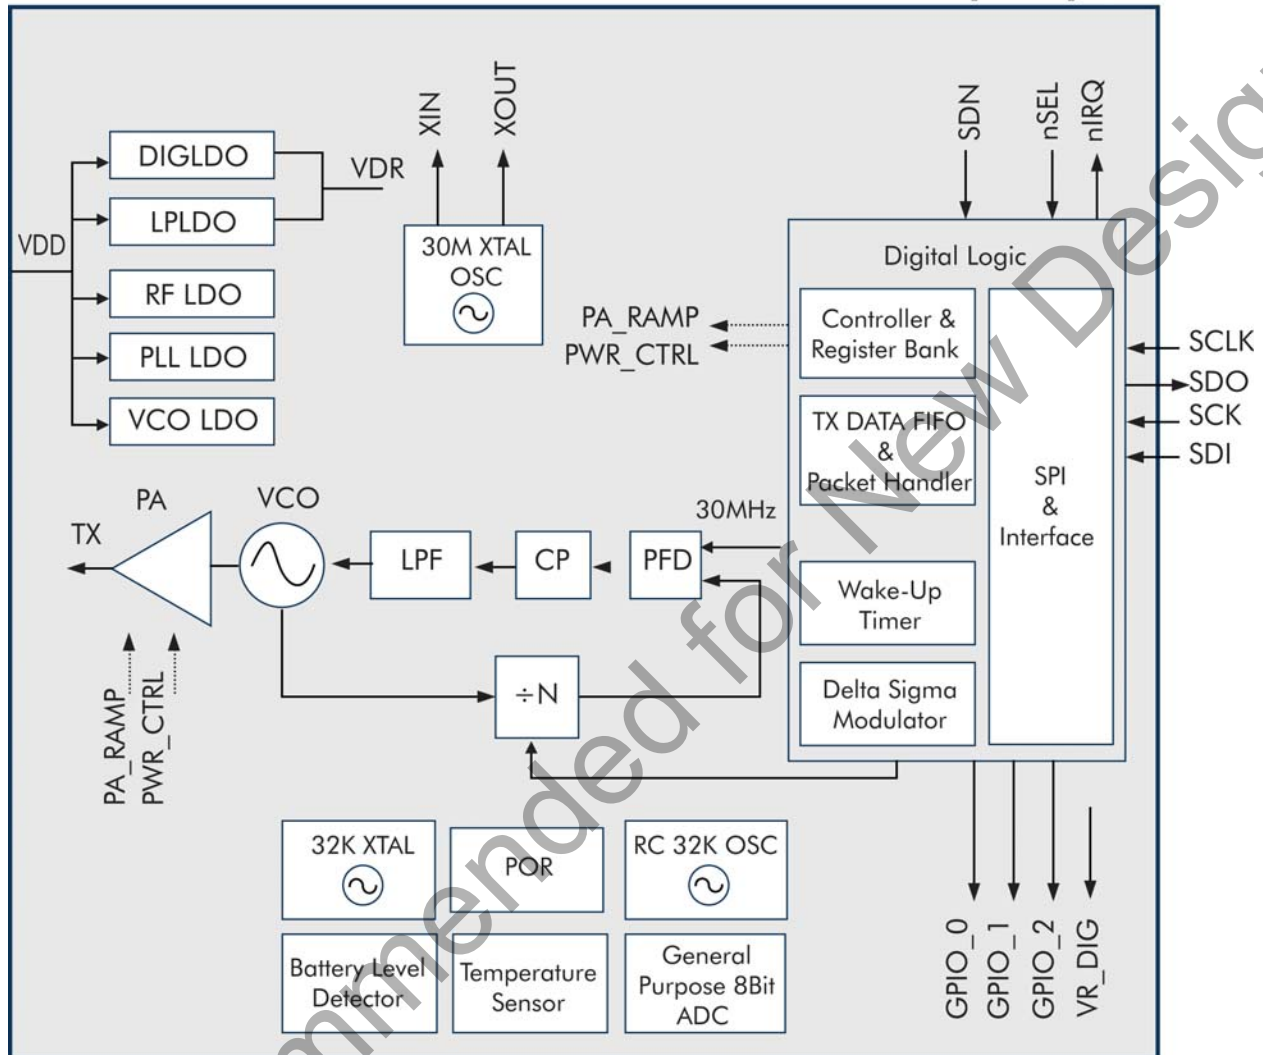 XIN
XOUT
SDN
nSEL
nIRQ
DIGLDO
VDR
LPLDO
VDD
RF LDO
PLL LDO
VCO LDO
30M XTAL
OSC
Digital Logic
PA_RAMP
PWR_CTRL
Controller &
Register Bank
TX DATA FIFO
&
Packet Handler
SPI
&
Interface
SCLK
SDO
SCK
SDI
TX
PA
VCO
LPF
CP
PFD
30MHz
Wake-Up
Timer
Delta Sigma
Modulator
÷N
PA_RAMP
PWR_CTRL
32K XTAL
POR
RC 32K OSC
Battery Level
Detector
Temperature
Sensor
General
Purpose 8Bit
ADC
GPIO_0
GPIO_1
GPIO_2
VR_DIG
for New